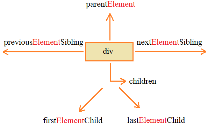 parentElement
previousElementSibling
nextElementSibling
div
children
firstElementChild
lastElementChild